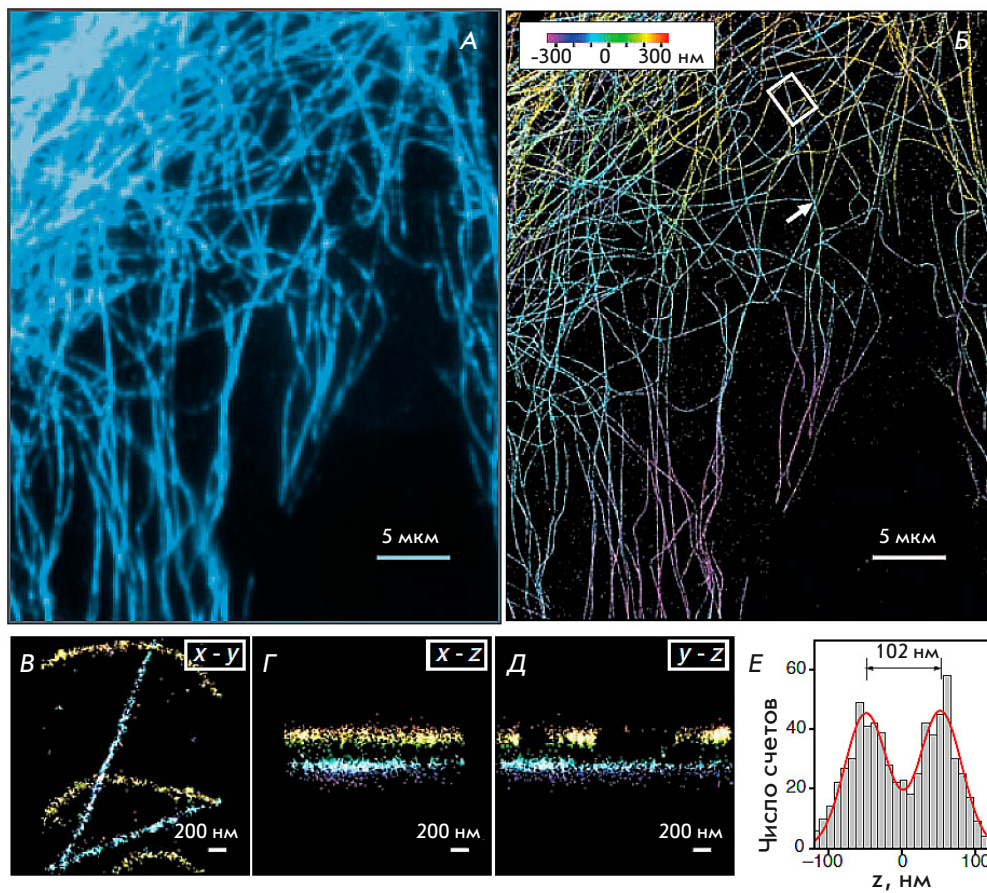 А
Б
-300 0 300 нм
5 мкм
5 мкм
В
x - y
200 нм
Г
x - z
200 нм
Д
y - z
200 нм
Е
102 нм
Число счетов
60
40
20
0
−100 0 100
z, нм